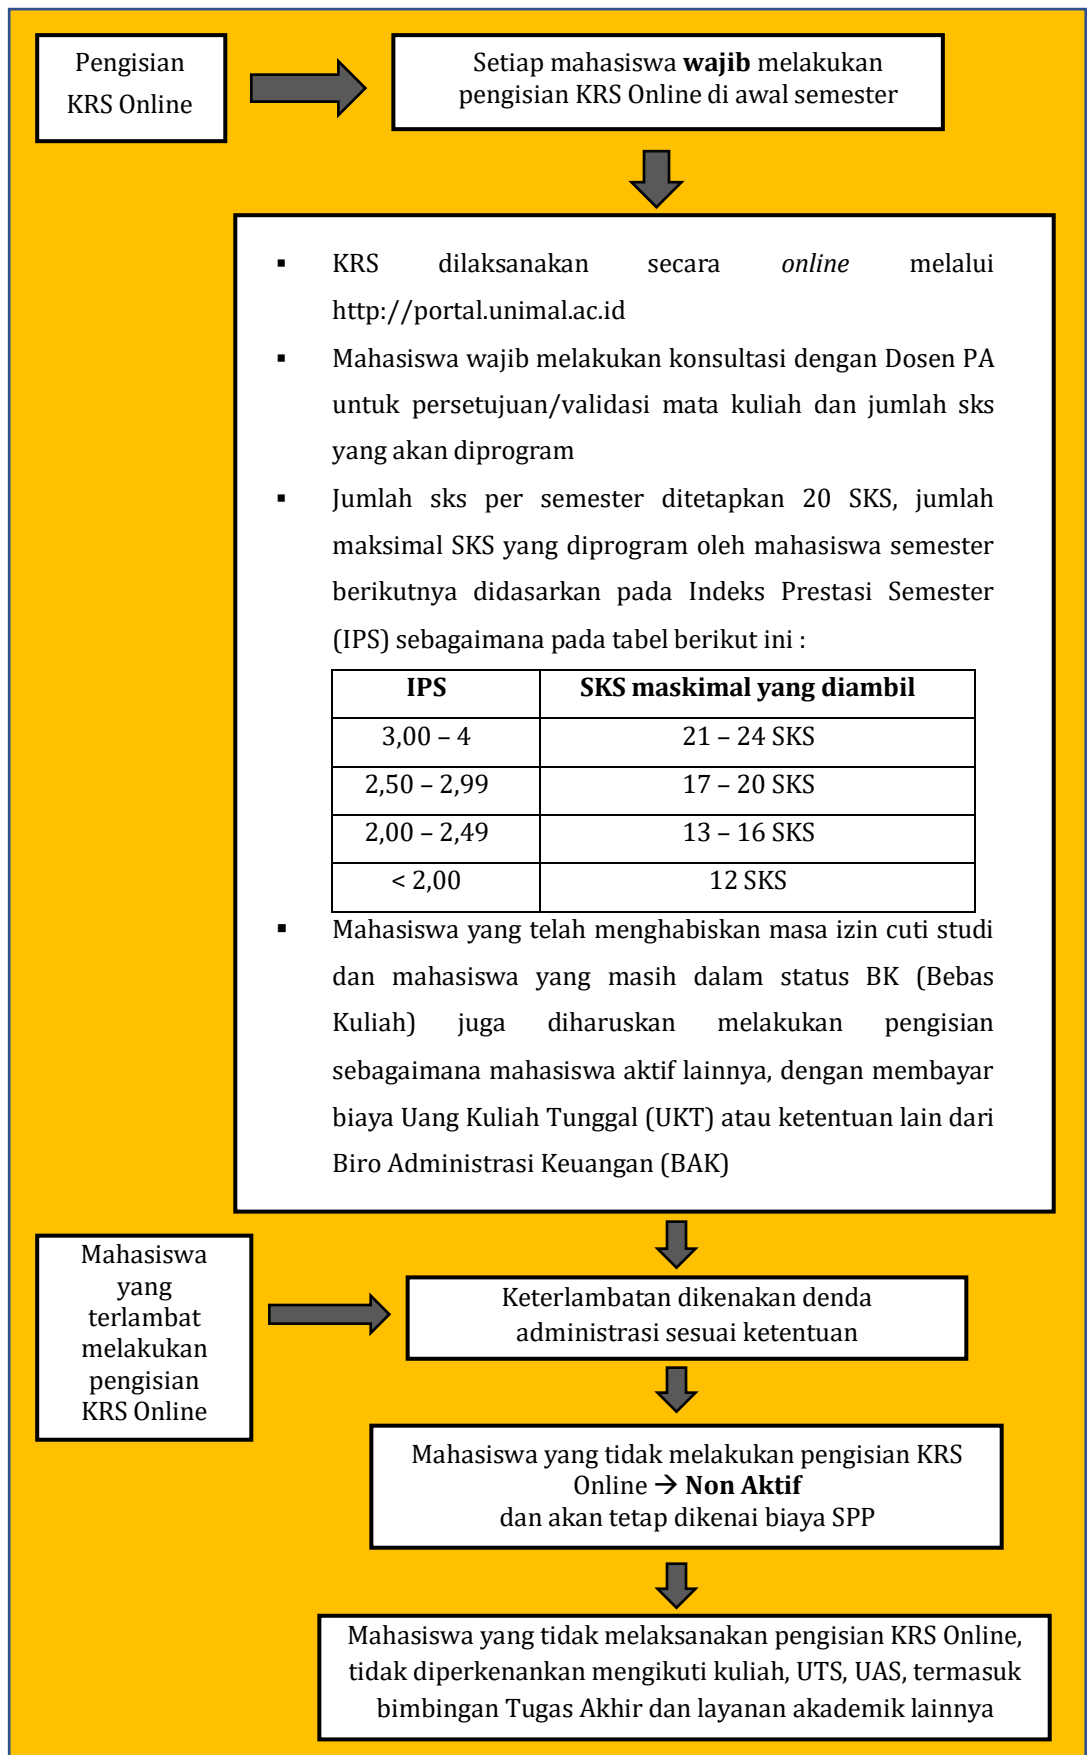 Pengisian
KRS Online
Setiap mahasiswa wajib melakukan
pengisian KRS Online di awal semester
▪ KRS dilaksanakan secara online melalui
http://portal.unimal.ac.id
▪ Mahasiswa wajib melakukan konsultasi dengan Dosen PA
untuk persetujuan/validasi mata kuliah dan jumlah sks
yang akan diprogram
▪ Jumlah sks per semester ditetapkan 20 SKS, jumlah
maksimal SKS yang diprogram oleh mahasiswa semester
berikutnya didasarkan pada Indeks Prestasi Semester
(IPS) sebagaimana pada tabel berikut ini :
IPS SKS maskimal yang diambil
3,00 – 4 21 – 24 SKS
2,50 – 2,99 17 – 20 SKS
2,00 – 2,49 13 – 16 SKS
< 2,00 12 SKS
▪ Mahasiswa yang telah menghabiskan masa izin cuti studi
dan mahasiswa yang masih dalam status BK (Bebas
Kuliah) juga diharuskan melakukan pengisian
sebagaimana mahasiswa aktif lainnya, dengan membayar
biaya Uang Kuliah Tunggal (UKT) atau ketentuan lain dari
Biro Administrasi Keuangan (BAK)
Mahasiswa
yang
terlambat
melakukan
pengisian
KRS Online
Keterlambatan dikenakan denda
administrasi sesuai ketentuan
Mahasiswa yang tidak melakukan pengisian KRS
Online → Non Aktif
dan akan tetap dikenai biaya SPP
Mahasiswa yang tidak melaksanakan pengisian KRS Online,
tidak diperkenankan mengikuti kuliah, UTS, UAS, termasuk
bimbingan Tugas Akhir dan layanan akademik lainnya